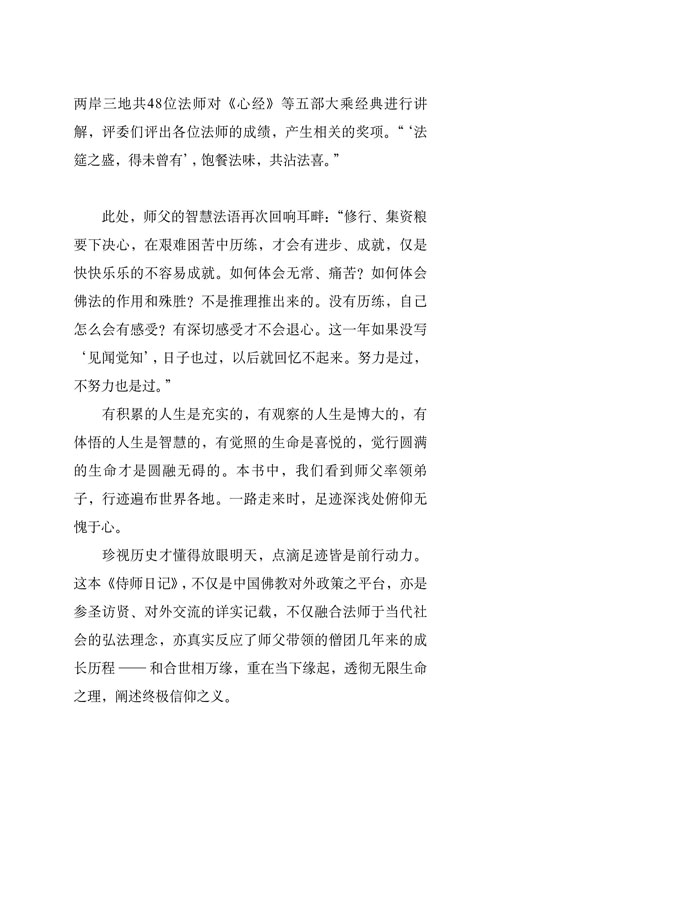 两岸三地共48位法师对《心经》等五部大乘经典进行讲
解，评委们评出各位法师的成绩，产生相关的奖项。“‘法
筵之盛，得未曾有’，饱餐法味，共沾法喜。”
此处，师父的智慧法语再次回响耳畔：“修行、集资粮
要下决心，在艰难困苦中历练，才会有进步、成就，仅是
快快乐乐的不容易成就。如何体会无常、痛苦？如何体会
佛法的作用和殊胜？不是推理推出来的。没有历练，自己
怎么会有感受？有深切感受才不会退心。这一年如果没写
‘见闻觉知’，日子也过，以后就回忆不起来。努力是过，
不努力也是过。”
有积累的人生是充实的，有观察的人生是博大的，有
体悟的人生是智慧的，有觉照的生命是喜悦的，觉行圆满
的生命才是圆融无碍的。本书中，我们看到师父率领弟
子，行迹遍布世界各地。一路走来时，足迹深浅处俯仰无
愧于心。
珍视历史才懂得放眼明天，点滴足迹皆是前行动力。
这本《侍师日记》，不仅是中国佛教对外政策之平台，亦是
参圣访贤、对外交流的详实记载，不仅融合法师于当代社
会的弘法理念，亦真实反应了师父带领的僧团几年来的成
长历程 —— 和合世相万缘，重在当下缘起，透彻无限生命
之理，阐述终极信仰之义。